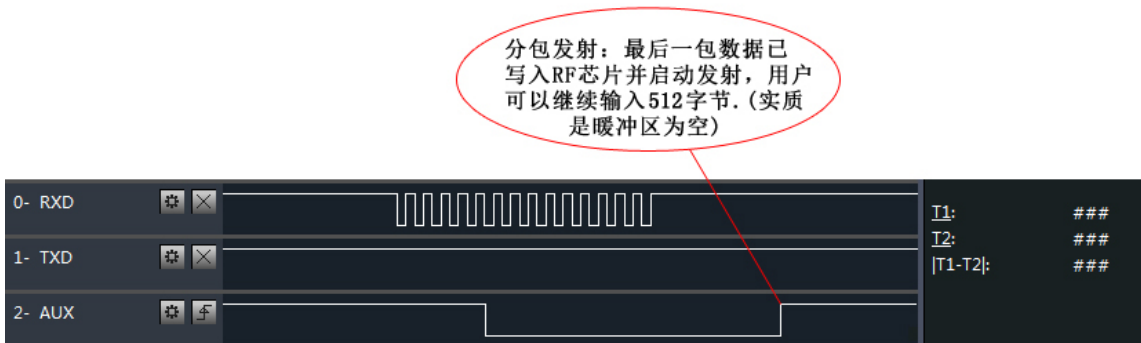 分包发射：最后一包数据已
写入RF芯片并启动发射，用户
可以继续输入512字节.(实质
是暖冲区为空)
0- RXD
1- TXD
2- AUX
T1: ###
T2: ###
|T1-T2|: ###